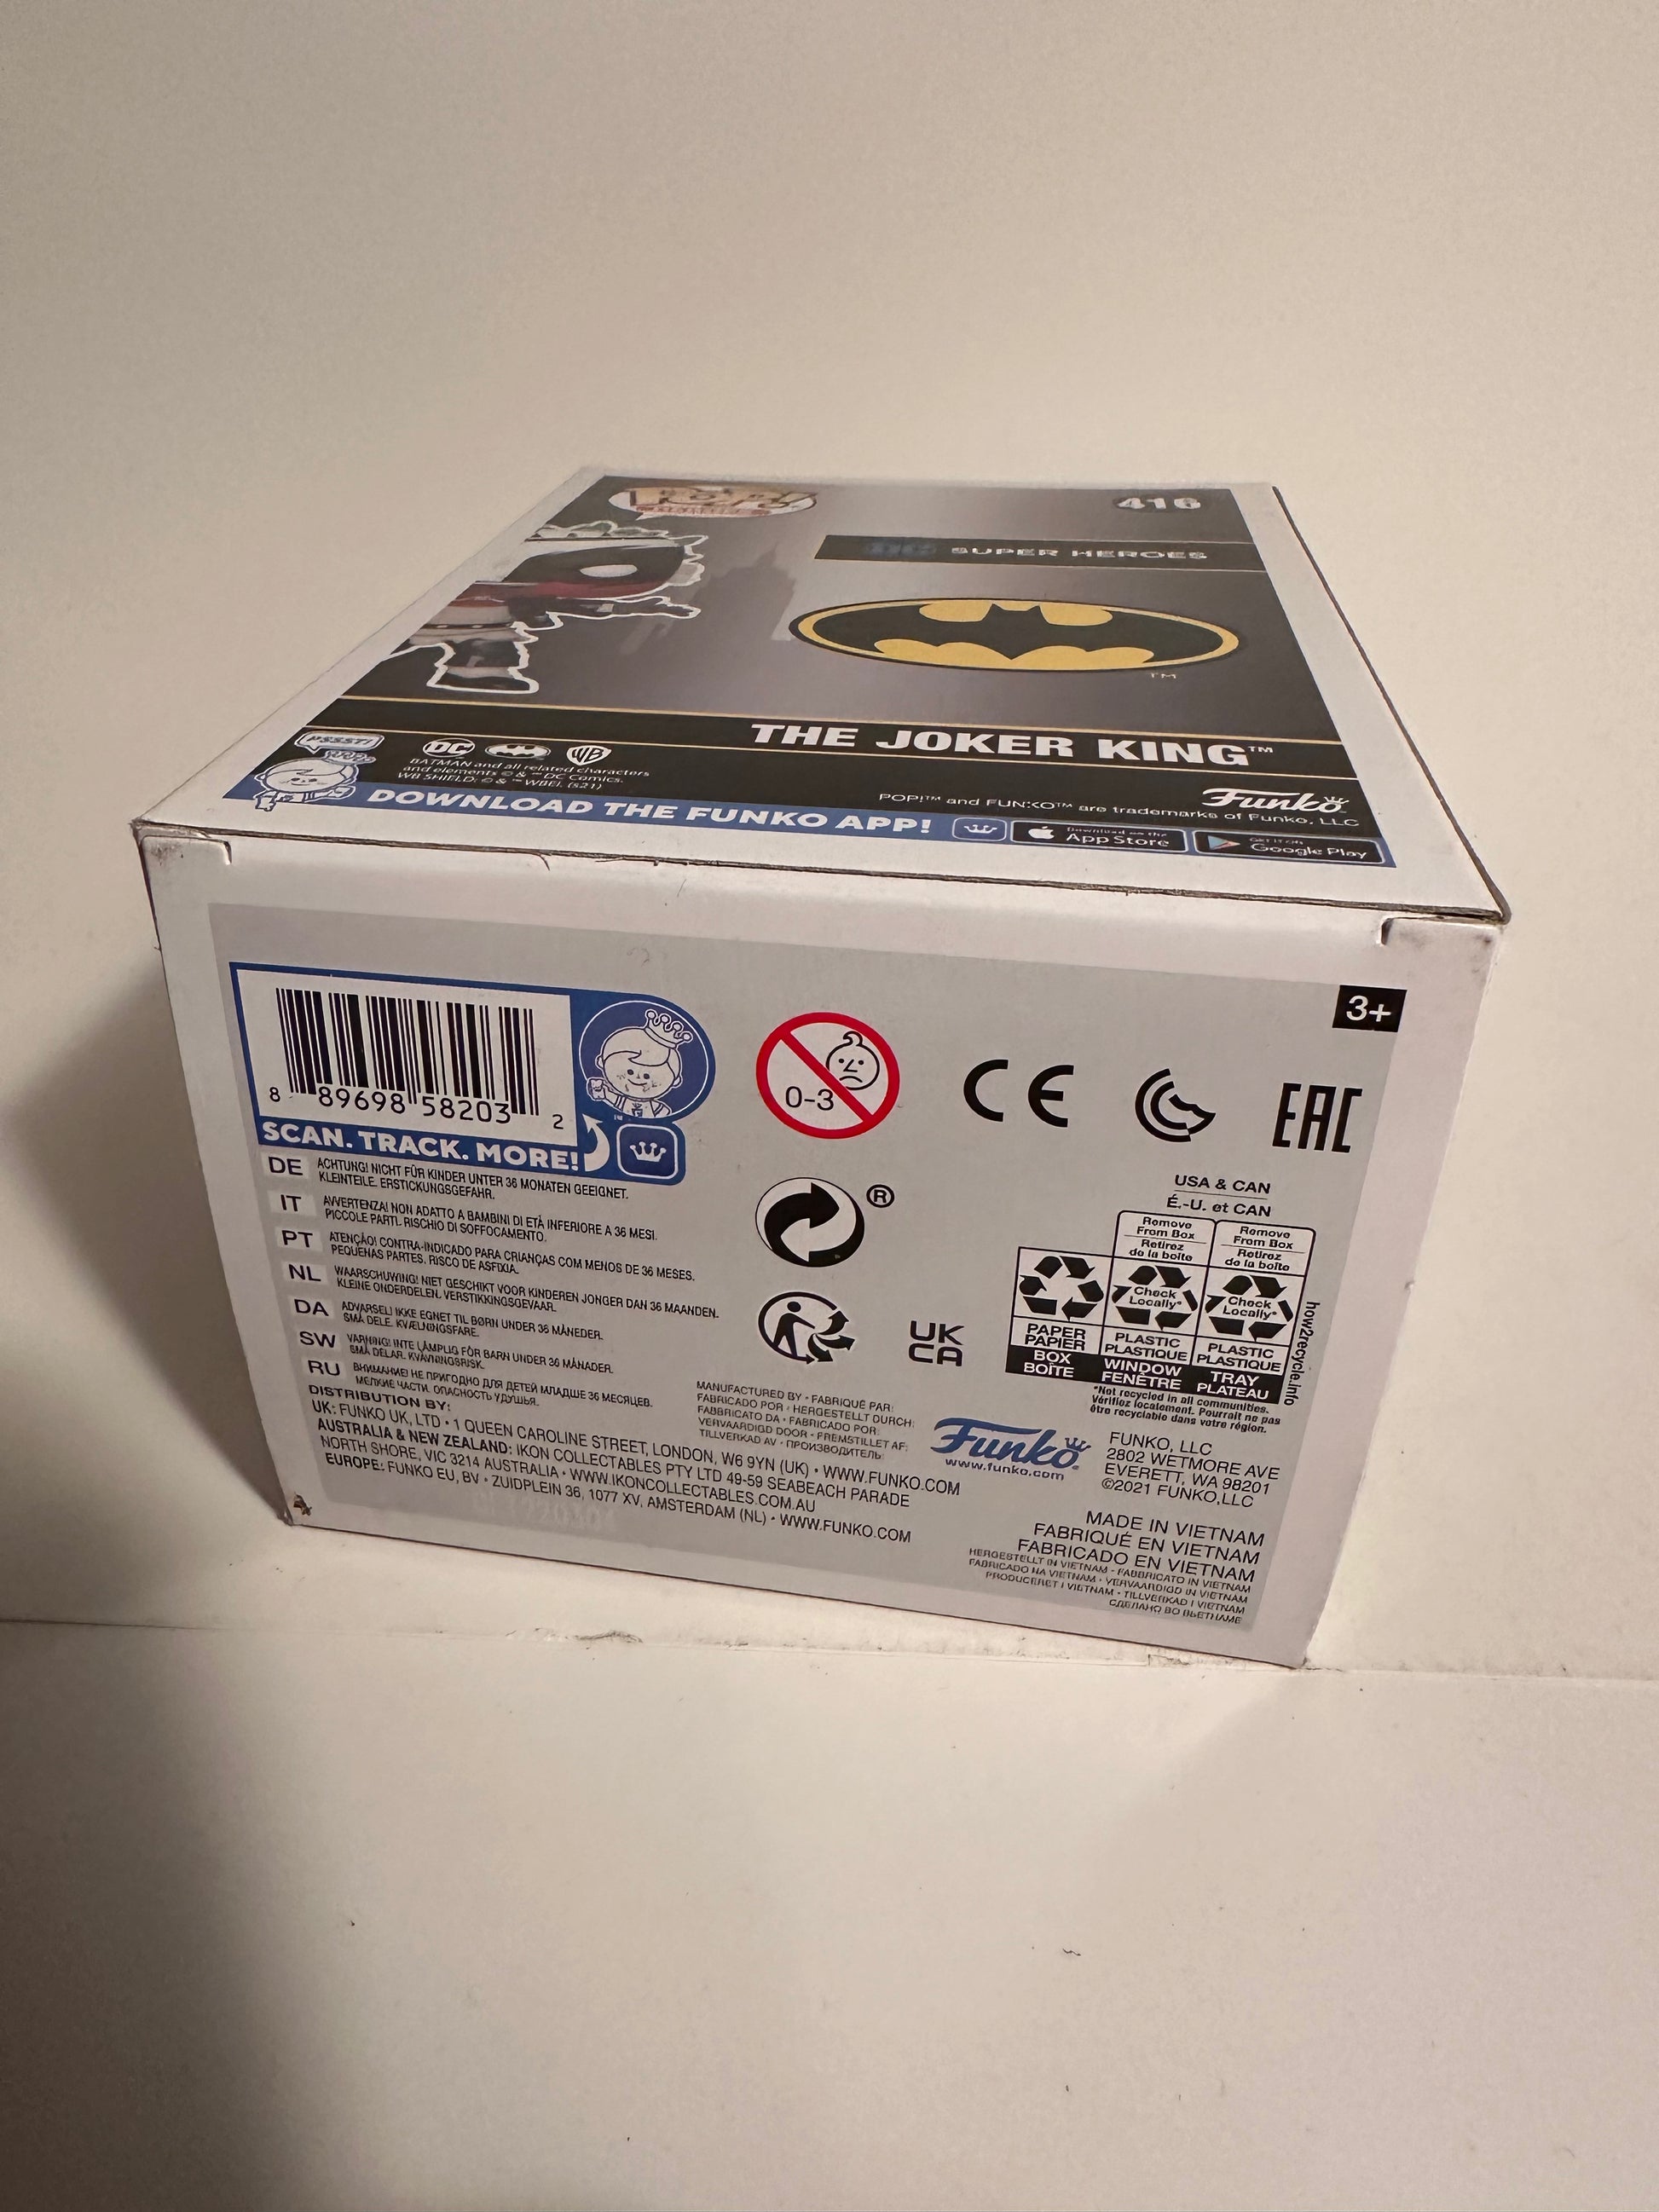 POP!
416
DC SUPER HEROES
TM
THE JOKER KING™
PSSST!
DC
WB
BATMAN and all related characters
and elements © & ™ DC Comics.
WB SHIELD: © & ™ WBEI. (s21)
Funko
POP!™ and FUNKO™ are trademarks of Funko, LLC
DOWNLOAD THE FUNKO APP!
Download on the
App Store
GET IT ON
Google Play
3+
8 89698 58203 2
TM
SCAN. TRACK. MORE!
0-3
CE
EAC
DE ACHTUNG! NICHT FÜR KINDER UNTER 36 MONATEN GEEIGNET.
KLEINTEILE. ERSTICKUNGSGEFAHR.
IT AVVERTENZA! NON ADATTO A BAMBINI DI ETÀ INFERIORE A 36 MESI.
PICCOLE PARTI. RISCHIO DI SOFFOCAMENTO.
PT ATENÇÃO! CONTRA-INDICADO PARA CRIANÇAS COM MENOS DE 36 MESES.
PEQUENAS PARTES. RISCO DE ASFIXIA.
NL WAARSCHUWING! NIET GESCHIKT VOOR KINDEREN JONGER DAN 36 MAANDEN.
KLEINE ONDERDELEN. VERSTIKKINGSGEVAAR.
DA ADVARSEL! IKKE EGNET TIL BØRN UNDER 36 MÅNEDER.
SMÅ DELE. KVÆLNINGSFARE.
SW VARNING! INTE LÄMPLIG FÖR BARN UNDER 36 MÅNADER.
SMÅ DELAR. KVÄVNINGSRISK.
RU ВНИМАНИЕ! НЕ ПРИГОДНО ДЛЯ ДЕТЕЙ МЛАДШЕ 36 МЕСЯЦЕВ.
МЕЛКИЕ ЧАСТИ. ОПАСНОСТЬ УДУШЬЯ.
DISTRIBUTION BY:
UK: FUNKO UK, LTD • 1 QUEEN CAROLINE STREET, LONDON, W6 9YN (UK) • WWW.FUNKO.COM
AUSTRALIA & NEW ZEALAND: IKON COLLECTABLES PTY LTD 49-59 SEABEACH PARADE
NORTH SHORE, VIC 3214 AUSTRALIA • WWW.IKONCOLLECTABLES.COM.AU
EUROPE: FUNKO EU, BV • ZUIDPLEIN 36, 1077 XV, AMSTERDAM (NL) • WWW.FUNKO.COM
®
UK
CA
USA & CAN
É.-U. et CAN
Remove
From Box
Retirez
de la boîte
Remove
From Box
Retirez
de la boîte
Check
Locally*
Check
Locally*
PAPER
PAPIER
PLASTIC
PLASTIQUE
PLASTIC
PLASTIQUE
BOX
BOÎTE
WINDOW
FENÊTRE
TRAY
PLATEAU
how2recycle.info
*Not recycled in all communities.
Vérifiez localement. Pourrait ne pas
être recyclable dans votre région.
MANUFACTURED BY • FABRIQUÉ PAR:
FABRICADO POR • HERGESTELLT DURCH:
FABBRICATO DA • FABRICADO POR:
VERVAARDIGD DOOR • FREMSTILLET AF:
TILLVERKAD AV • ПРОИЗВОДИТЕЛЬ:
Funko
www.funko.com
FUNKO, LLC
2802 WETMORE AVE
EVERETT, WA 98201
©2021 FUNKO,LLC
MADE IN VIETNAM
FABRIQUÉ EN VIETNAM
FABRICADO EN VIETNAM
HERGESTELLT IN VIETNAM • FABBRICATO IN VIETNAM
FABRICADO NA VIETNAM • VERVAARDIGD IN VIETNAM
PRODUCERET I VIETNAM • TILLVERKAD I VIETNAM
СДЕЛАНО ВО ВЬЕТНАМЕ